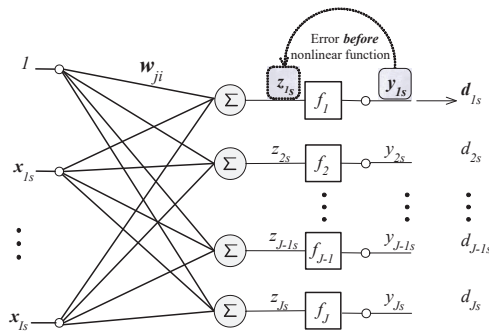 Error before
nonlinear function
1 w_ji z_1s y_1s d_1s
Σ f_1
x_1s Σ z_2s f_2 y_2s d_2s
Σ z_J-1s f_J-1 y_J-1s d_J-1s
x_Is Σ z_Js f_J y_Js d_Js